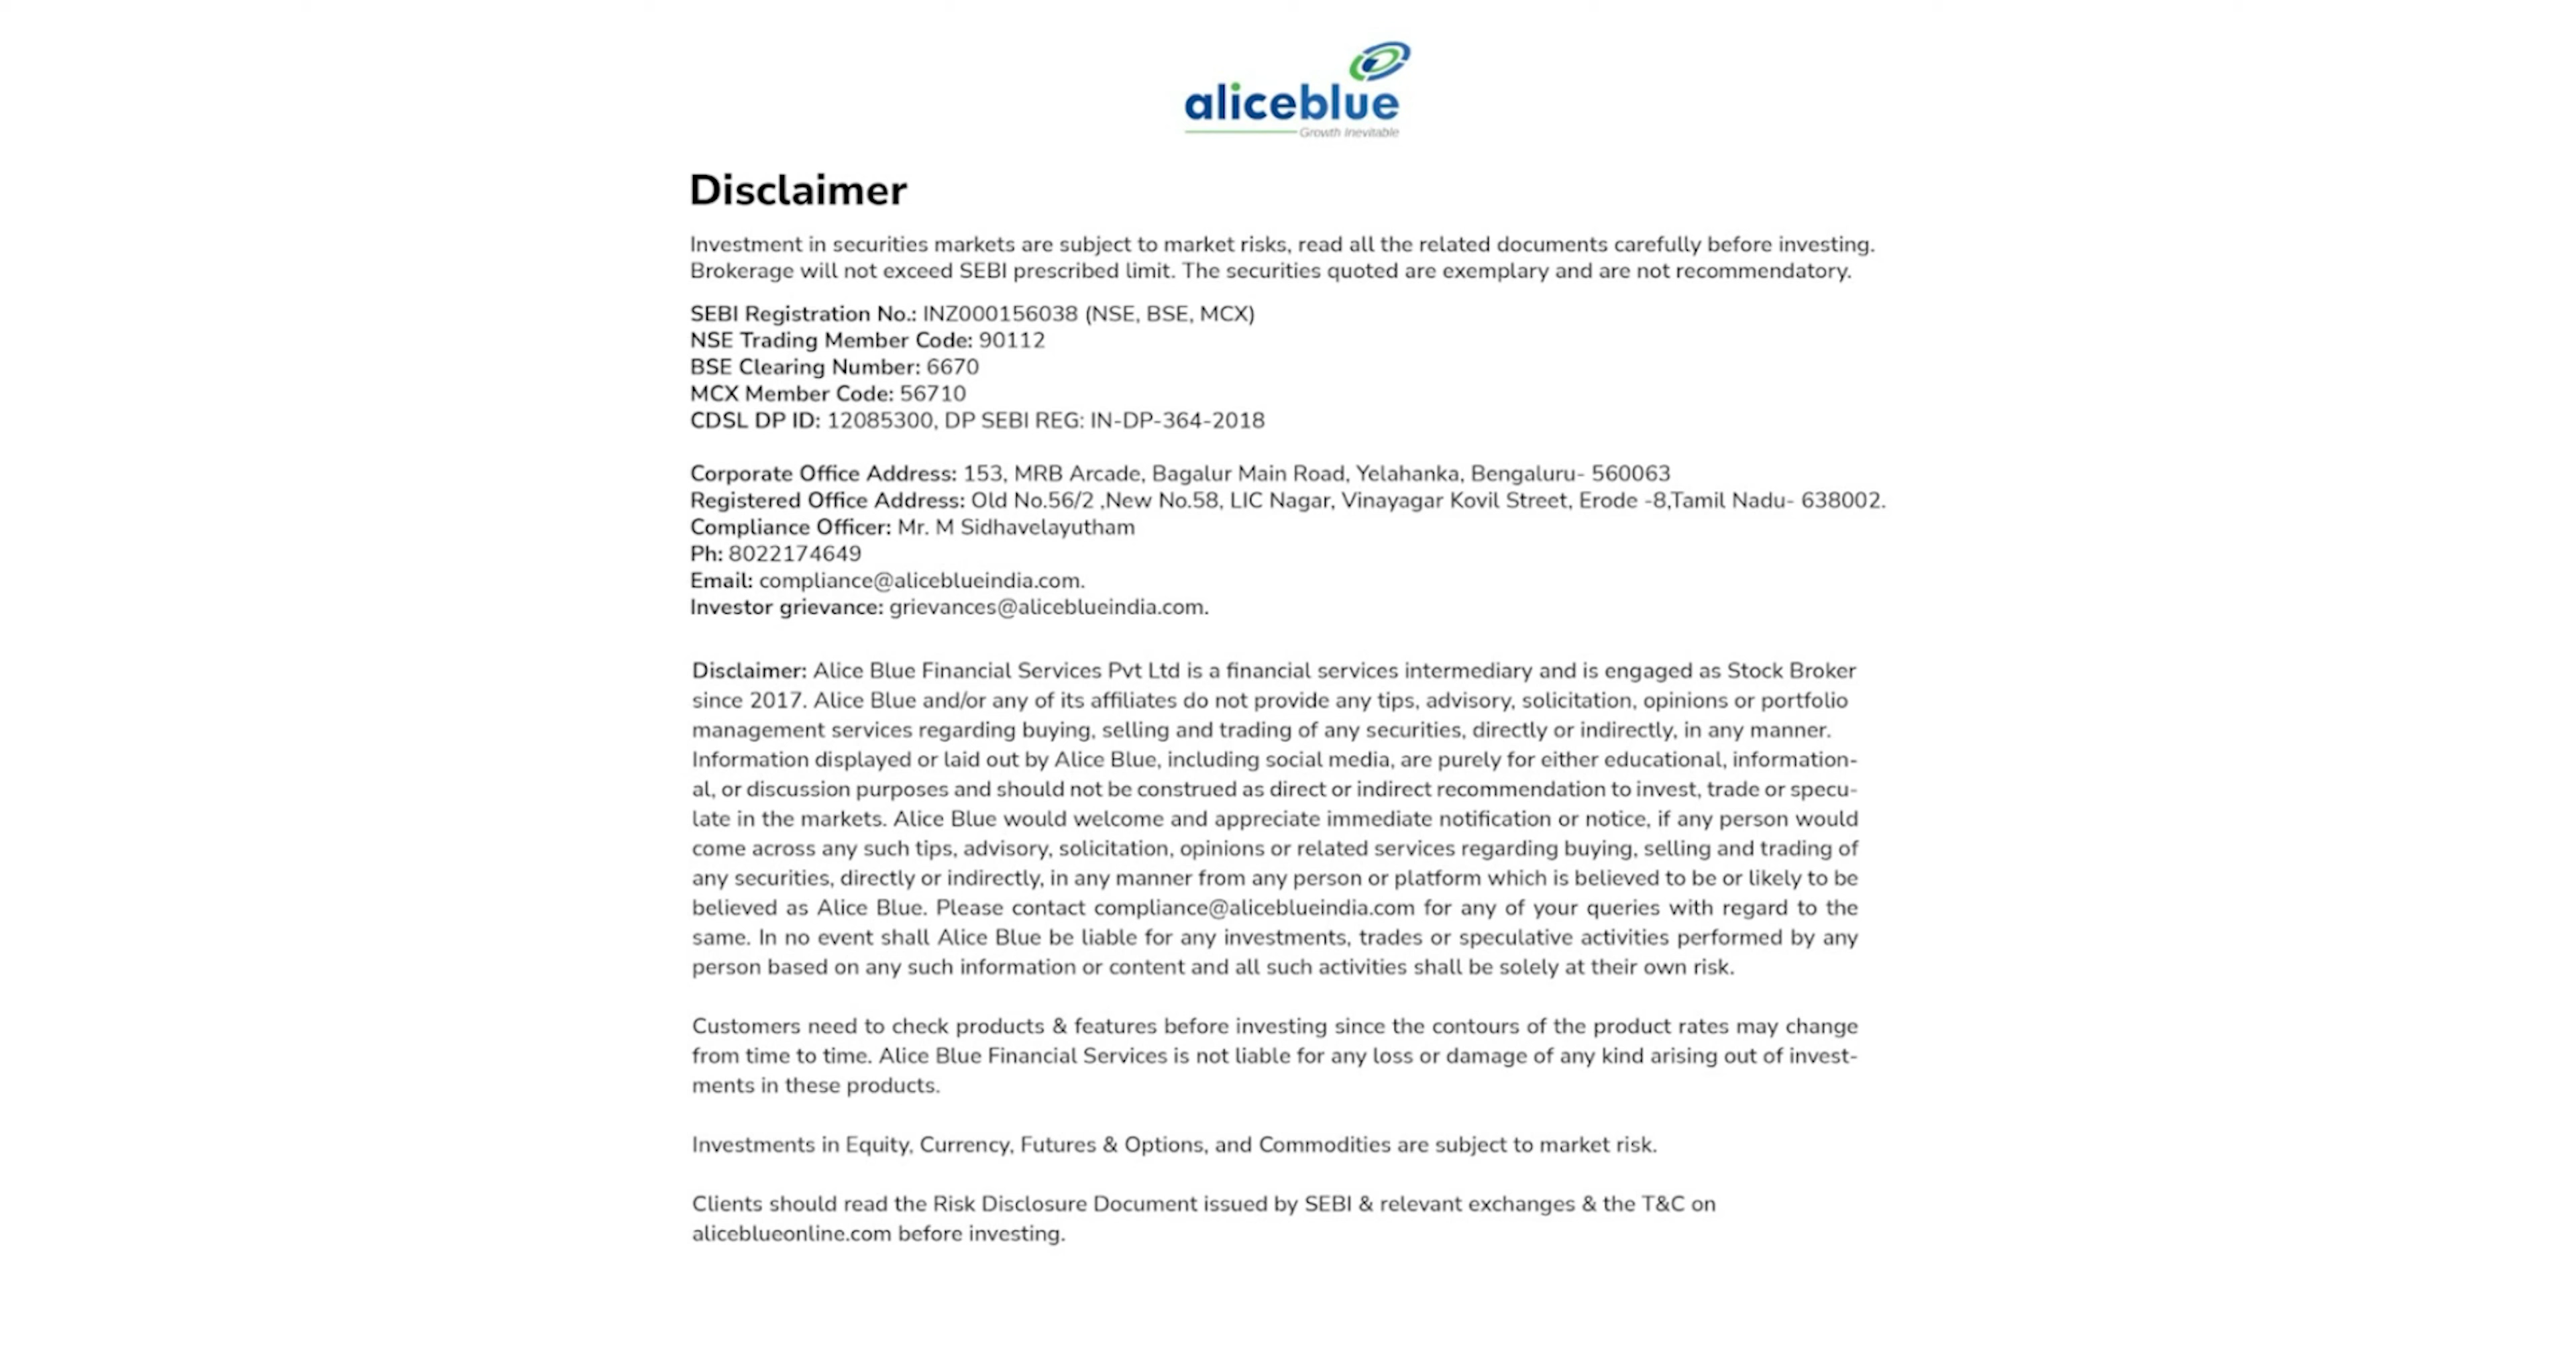 aliceblue
Growth Inevitable
Disclaimer
Investment in securities markets are subject to market risks, read all the related documents carefully before investing.
Brokerage will not exceed SEBI prescribed limit. The securities quoted are exemplary and are not recommendatory.
SEBI Registration No.: INZ000156038 (NSE, BSE, MCX)
NSE Trading Member Code: 90112
BSE Clearing Number: 6670
MCX Member Code: 56710
CDSL DP ID: 12085300, DP SEBI REG: IN-DP-364-2018
Corporate Office Address: 153, MRB Arcade, Bagalur Main Road, Yelahanka, Bengaluru- 560063
Registered Office Address: Old No.56/2 ,New No.58, LIC Nagar, Vinayagar Kovil Street, Erode -8,Tamil Nadu- 638002.
Compliance Officer: Mr. M Sidhavelayutham
Ph: 8022174649
Email: compliance@aliceblueindia.com.
Investor grievance: grievances@aliceblueindia.com.
Disclaimer: Alice Blue Financial Services Pvt Ltd is a financial services intermediary and is engaged as Stock Broker
since 2017. Alice Blue and/or any of its affiliates do not provide any tips, advisory, solicitation, opinions or portfolio
management services regarding buying, selling and trading of any securities, directly or indirectly, in any manner.
Information displayed or laid out by Alice Blue, including social media, are purely for either educational, information-
al, or discussion purposes and should not be construed as direct or indirect recommendation to invest, trade or specu-
late in the markets. Alice Blue would welcome and appreciate immediate notification or notice, if any person would
come across any such tips, advisory, solicitation, opinions or related services regarding buying, selling and trading of
any securities, directly or indirectly, in any manner from any person or platform which is believed to be or likely to be
believed as Alice Blue. Please contact compliance@aliceblueindia.com for any of your queries with regard to the
same. In no event shall Alice Blue be liable for any investments, trades or speculative activities performed by any
person based on any such information or content and all such activities shall be solely at their own risk.
Customers need to check products & features before investing since the contours of the product rates may change
from time to time. Alice Blue Financial Services is not liable for any loss or damage of any kind arising out of invest-
ments in these products.
Investments in Equity, Currency, Futures & Options, and Commodities are subject to market risk.
Clients should read the Risk Disclosure Document issued by SEBI & relevant exchanges & the T&C on
aliceblueonline.com before investing.